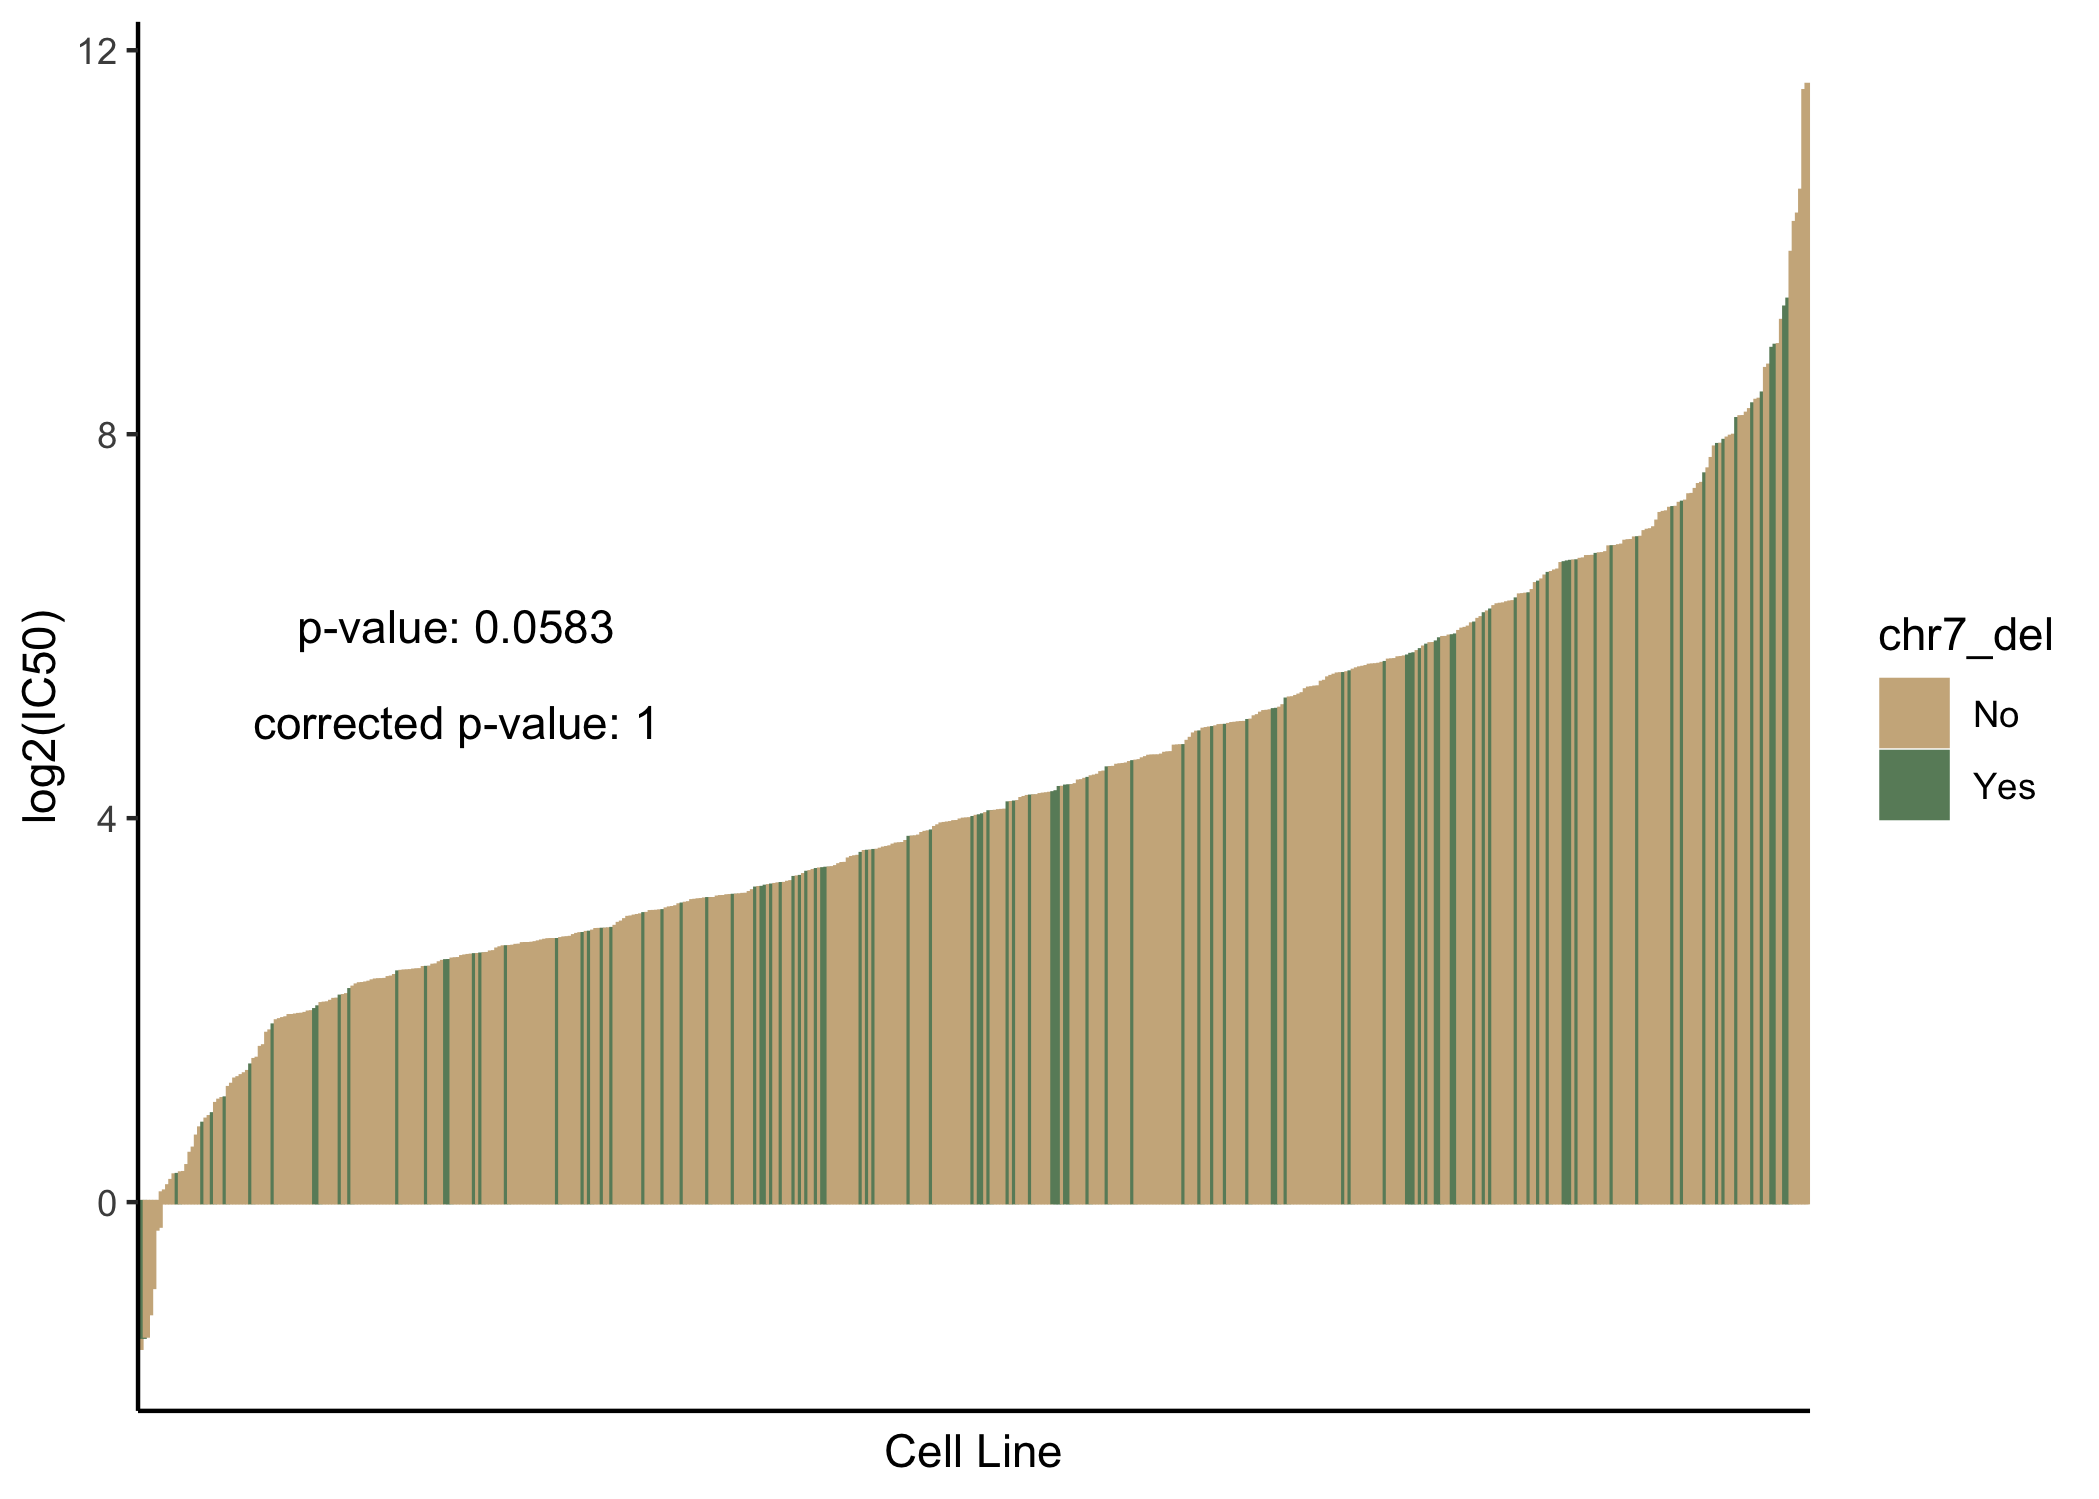 12
8
4
0
log2(IC50)
p-value: 0.0583
corrected p-value: 1
Cell Line
chr7_del
No
Yes